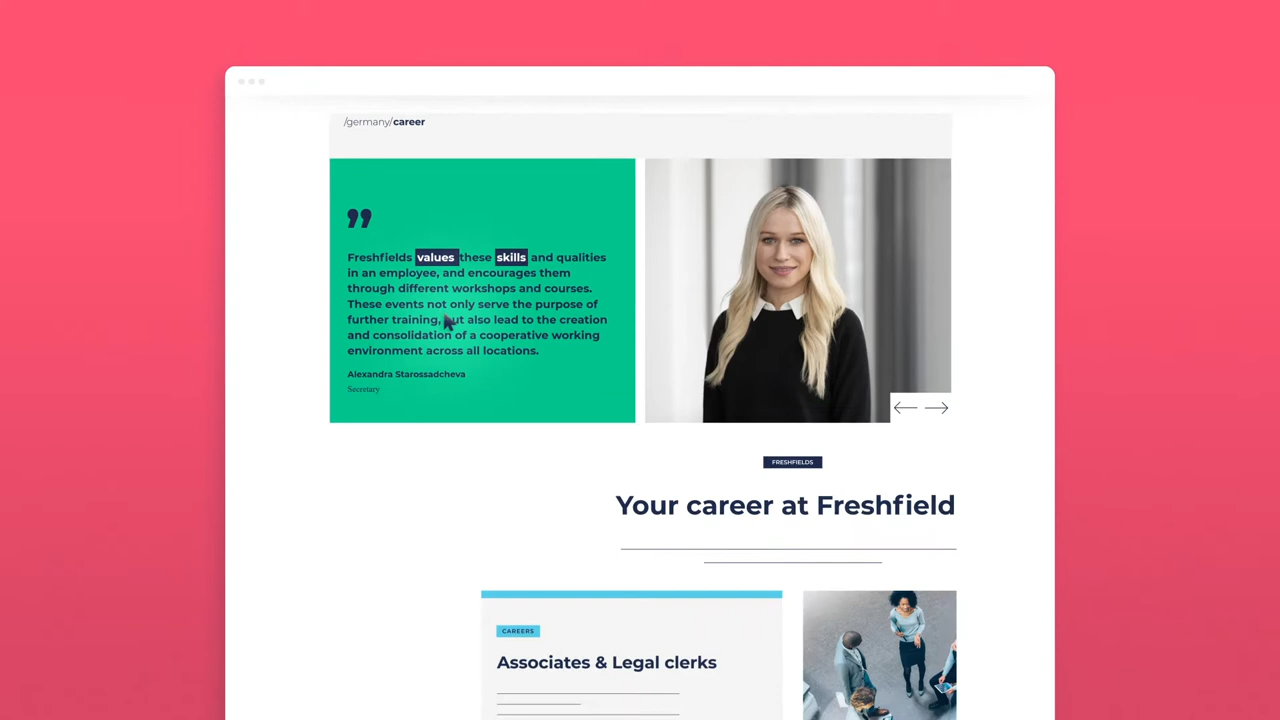 /germany/career
”
Freshfields values these skills and qualities
in an employee, and encourages them
through different workshops and courses.
These events not only serve the purpose of
further training, but also lead to the creation
and consolidation of a cooperative working
environment across all locations.
Alexandra Starossadcheva
Secretary
FRESHFIELDS
Your career at Freshfield
CAREERS
Associates & Legal clerks